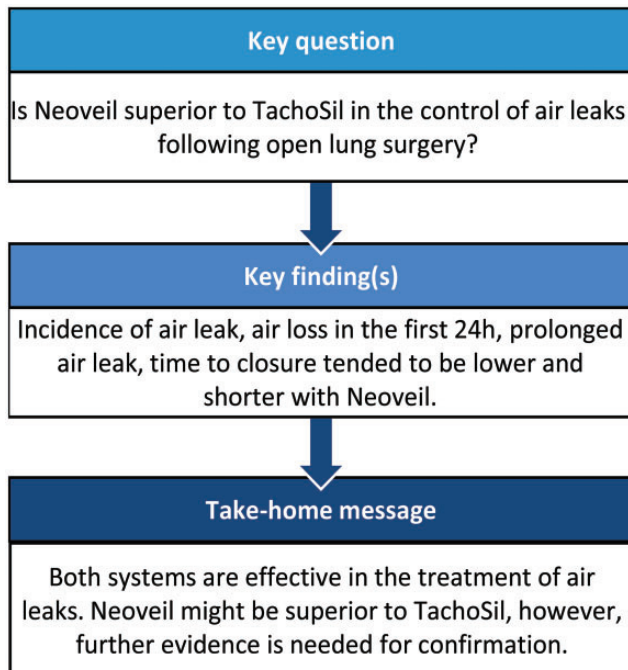 Key question
Is Neoveil superior to TachoSil in the control of air leaks
following open lung surgery?
Key finding(s)
Incidence of air leak, air loss in the first 24h, prolonged
air leak, time to closure tended to be lower and
shorter with Neoveil.
Take-home message
Both systems are effective in the treatment of air
leaks. Neoveil might be superior to TachoSil, however,
further evidence is needed for confirmation.